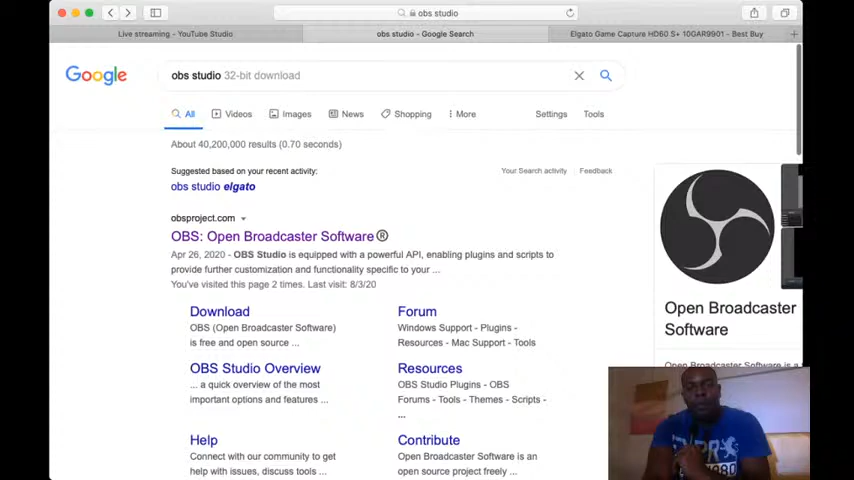 obs studio
Live streaming - YouTube Studio
obs studio - Google Search
Elgato Game Capture HD60 S+ 10GAR9901 - Best Buy
Google
obs studio 32-bit download
All
Videos
Images
News
Shopping
More
Settings
Tools
About 40,200,000 results (0.70 seconds)
Suggested based on your recent activity:
Your Search activity
Feedback
obs studio elgato
obsproject.com
OBS: Open Broadcaster Software®
Apr 26, 2020 - OBS Studio is equipped with a powerful API, enabling plugins and scripts to
provide further customization and functionality specific to your ...
You've visited this page 2 times. Last visit: 8/3/20
Download
OBS (Open Broadcaster Software)
is free and open source ...
Forum
Windows Support - Plugins -
Resources - Mac Support - Tools
OBS Studio Overview
... a quick overview of the most
important options and features ...
Resources
OBS Studio Plugins - OBS
Forums - Tools - Themes - Scripts -
...
Help
Connect with our community to get
help with issues, discuss tools ...
Contribute
Open Broadcaster Software is an
open source project freely ...
Open Broadcaster
Software